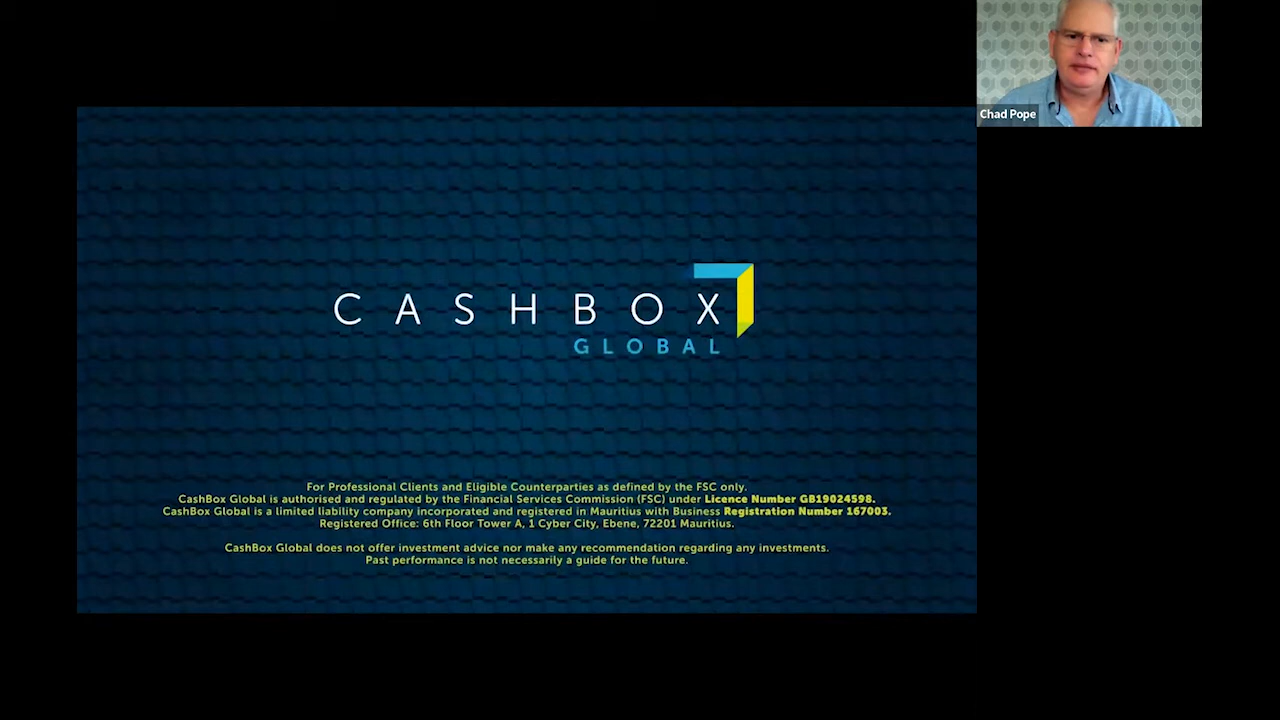 Chad Pope
CASHBOX
GLOBAL
For Professional Clients and Eligible Counterparties as defined by the FSC only.
CashBox Global is authorised and regulated by the Financial Services Commission (FSC) under Licence Number GB19024598.
CashBox Global is a limited liability company incorporated and registered in Mauritius with Business Registration Number 167003.
Registered Office: 6th Floor Tower A, 1 Cyber City, Ebene, 72201 Mauritius.
CashBox Global does not offer investment advice nor make any recommendation regarding any investments.
Past performance is not necessarily a guide for the future.